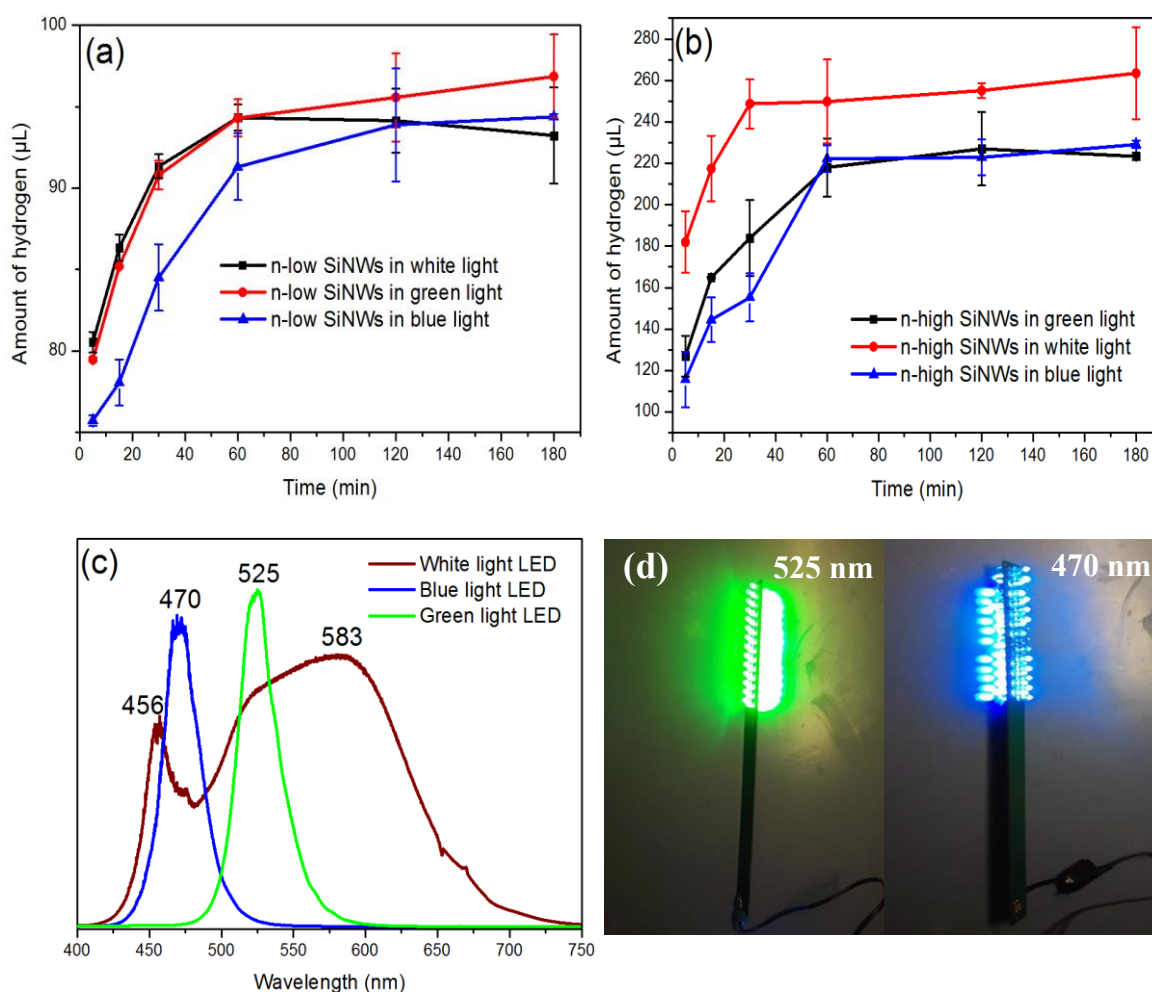 (a)
Amount of hydrogen (µL)
100
90
80
0 20 40 60 80 100 120 140 160 180
Time (min)
n-low SiNWs in white light
n-low SiNWs in green light
n-low SiNWs in blue light
(b)
Amount of hydrogen (µL)
280
260
240
220
200
180
160
140
120
100
0 20 40 60 80 100 120 140 160 180
Time (min)
n-high SiNWs in green light
n-high SiNWs in white light
n-high SiNWs in blue light
(c)
White light LED
Blue light LED
Green light LED
456
470
525
583
400 450 500 550 600 650 700 750
Wavelength (nm)
(d)
525 nm
470 nm